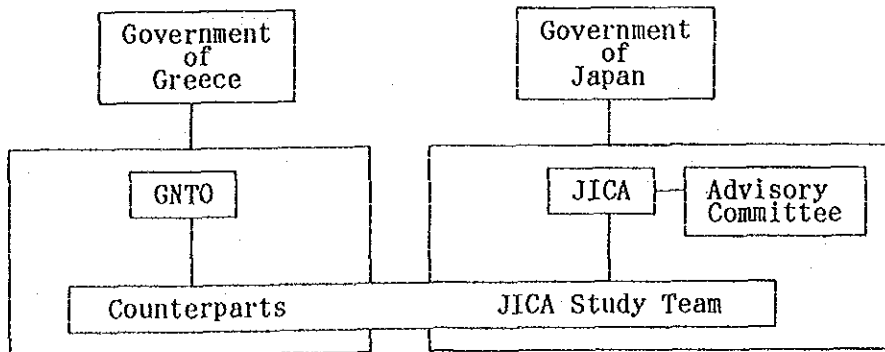 Government
of
Greece
Government
of
Japan
GNTO
JICA
Advisory
Committee
Counterparts
JICA Study Team